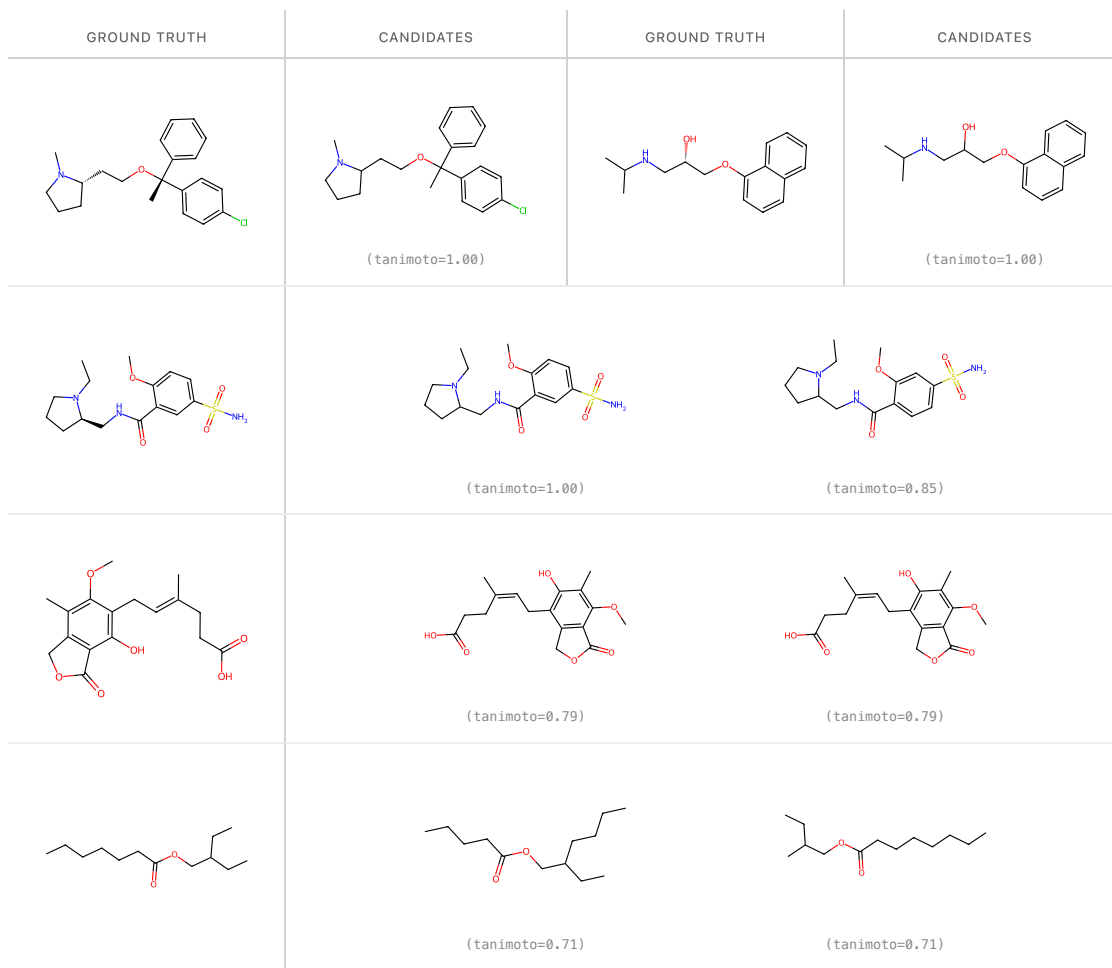 GROUND TRUTH CANDIDATES GROUND TRUTH CANDIDATES
N O Cl
N O Cl
OH H N O
OH H N O
(tanimoto=1.00) (tanimoto=1.00)
N O H N O O S O NH2
N O H N O O S O NH2
N O H N O O S O NH2
(tanimoto=1.00) (tanimoto=0.85)
O OH O O O OH
HO O HO O O O
HO O HO O O O
(tanimoto=0.79) (tanimoto=0.79)
O O
O O
O O
(tanimoto=0.71) (tanimoto=0.71)